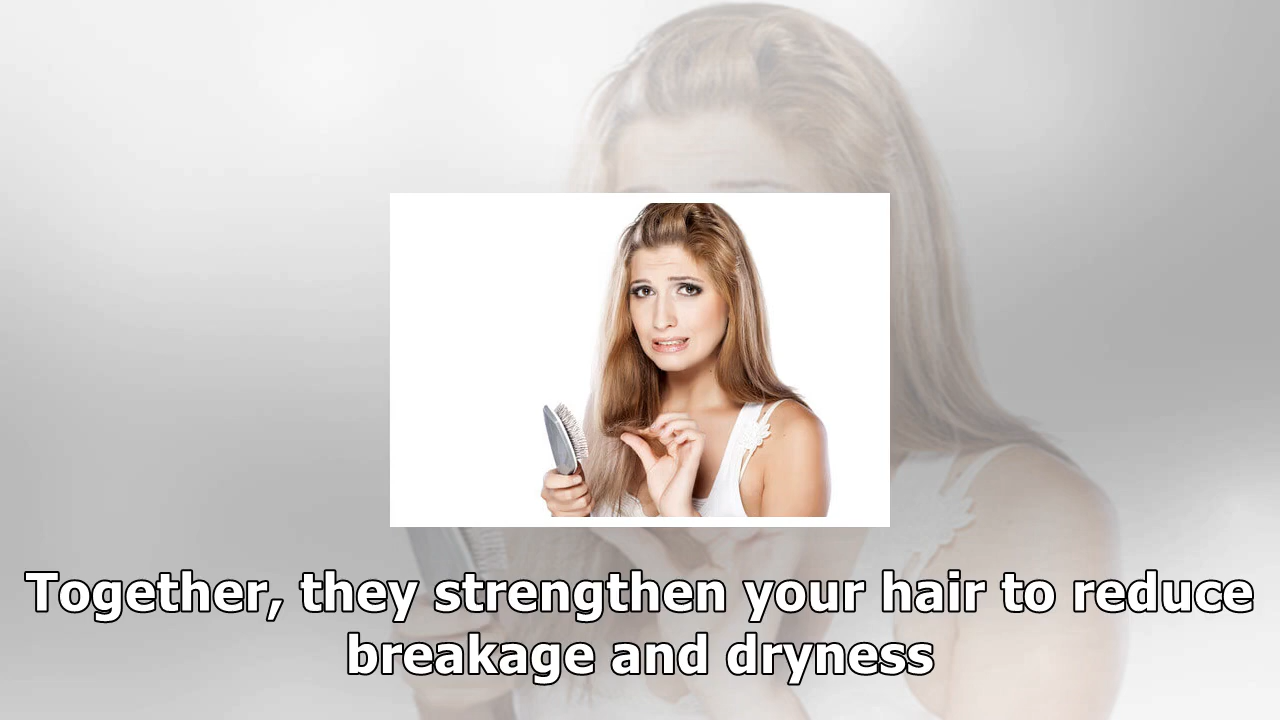 Together, they strengthen your hair to reduce
breakage and dryness